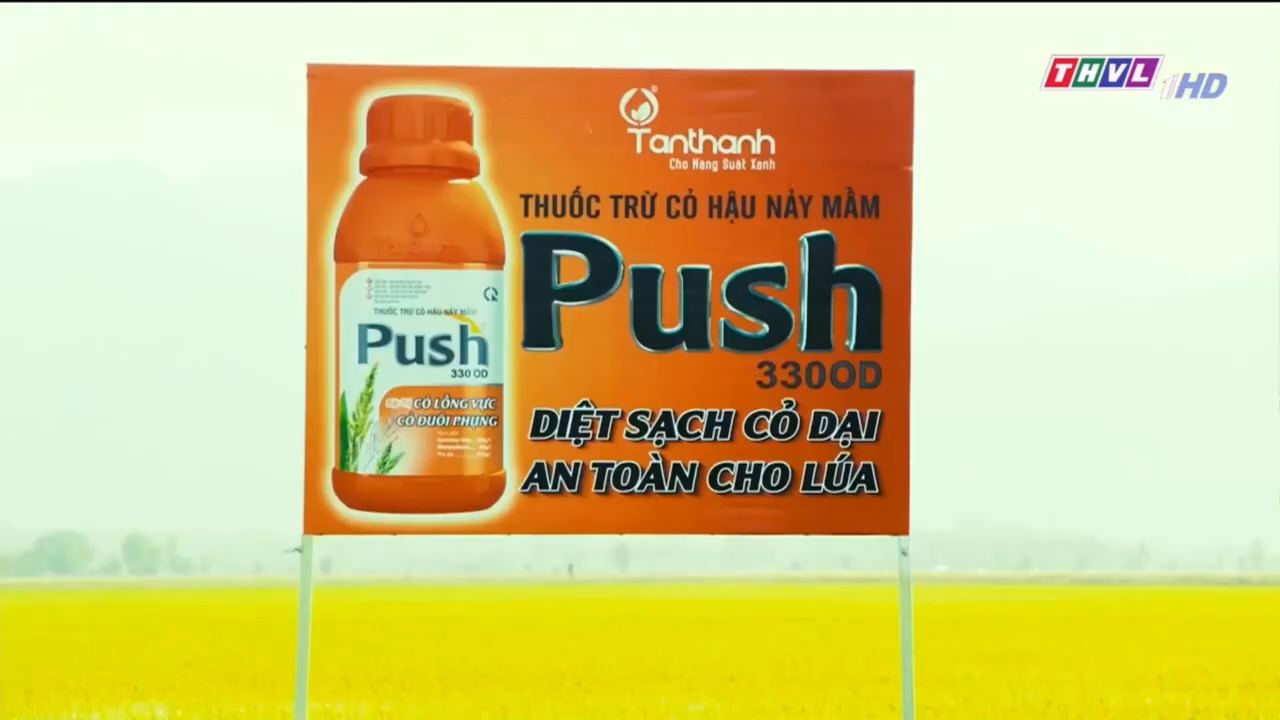 THVL 1HD
Tanthanh
Cho Năng Suất Xanh
THUỐC TRỪ CỎ HẬU NẢY MẦM
Push
330OD
DIỆT SẠCH CỎ DẠI
AN TOÀN CHO LÚA
THUỐC TRỪ CỎ HẬU NẢY MẦM
Push
330 OD
CỎ LỒNG VỰC
CỎ ĐUÔI PHỤNG